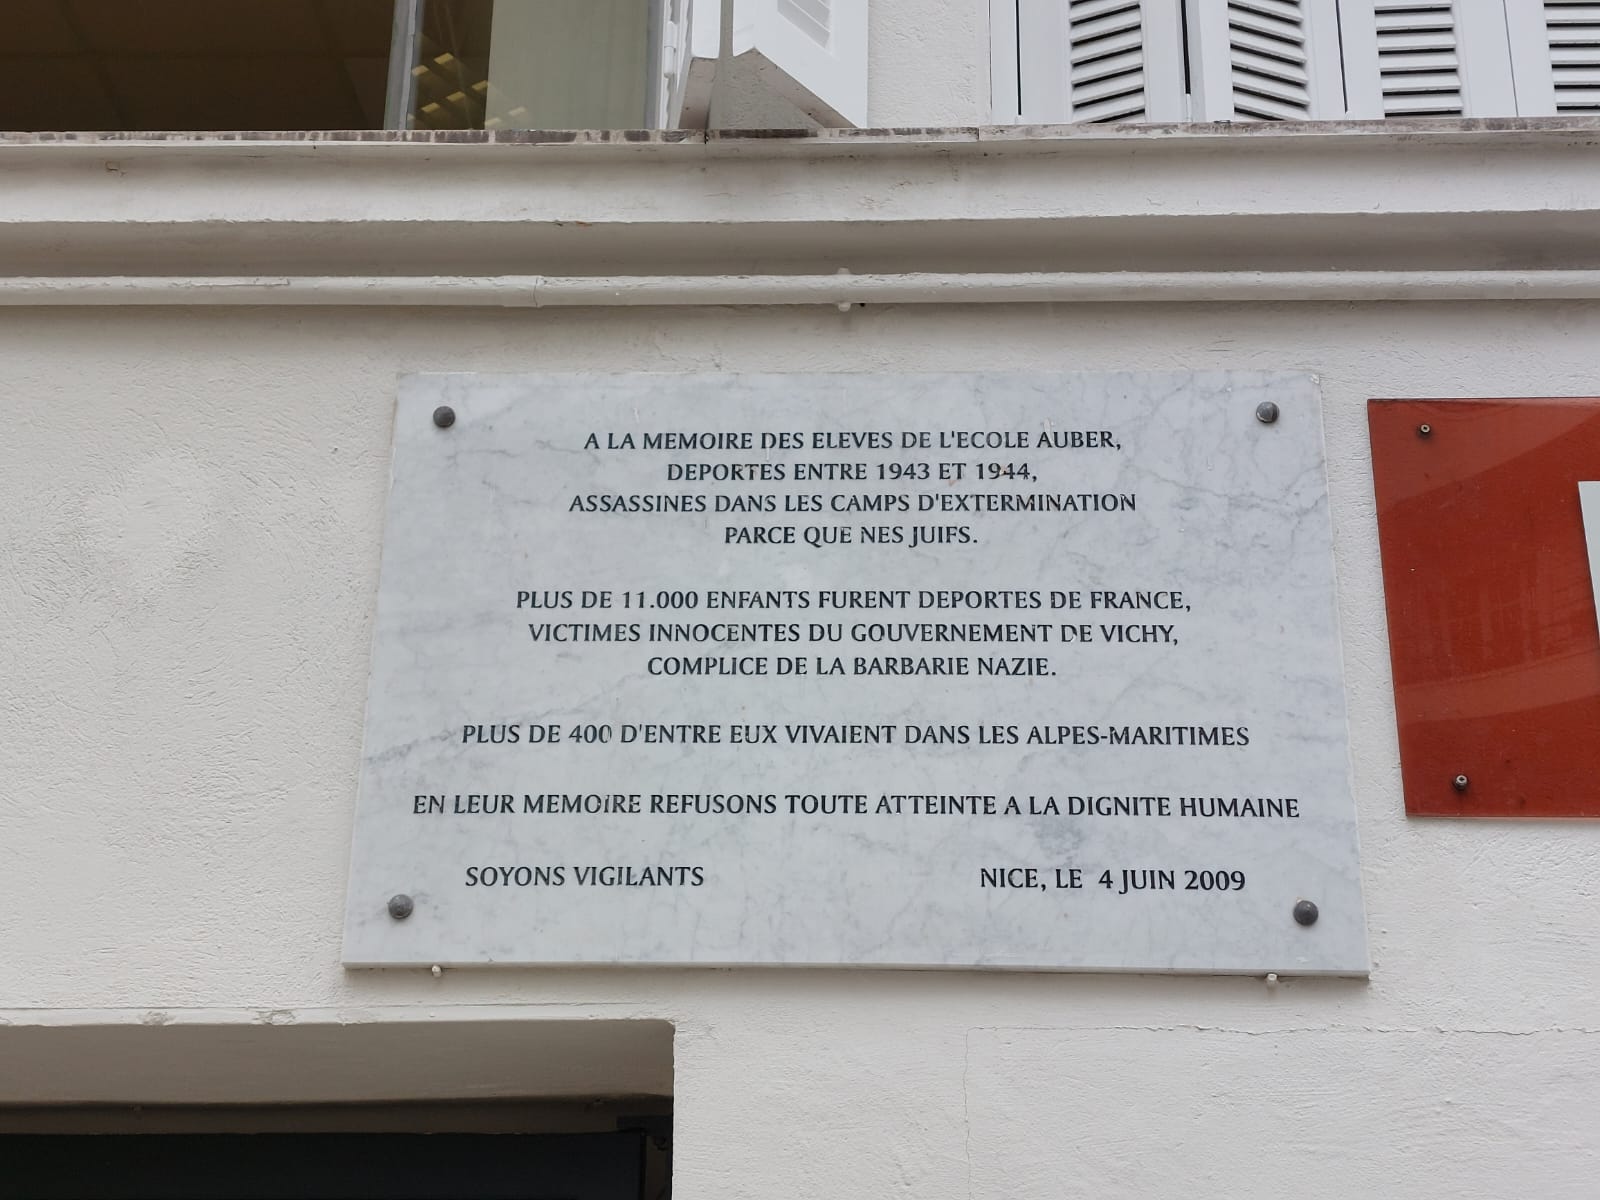 A LA MEMOIRE DES ELEVES DE L'ECOLE AUBER,
DEPORTES ENTRE 1943 ET 1944,
ASSASSINES DANS LES CAMPS D'EXTERMINATION
PARCE QUE NES JUIFS.
PLUS DE 11.000 ENFANTS FURENT DEPORTES DE FRANCE,
VICTIMES INNOCENTES DU GOUVERNEMENT DE VICHY,
COMPLICE DE LA BARBARIE NAZIE.
PLUS DE 400 D'ENTRE EUX VIVAIENT DANS LES ALPES-MARITIMES
EN LEUR MEMOIRE REFUSONS TOUTE ATTEINTE A LA DIGNITE HUMAINE
SOYONS VIGILANTS NICE, LE 4 JUIN 2009